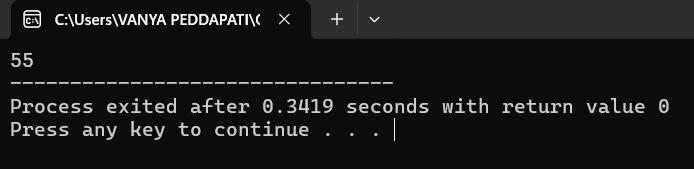 C:\Users\VANYA PEDDAPATI\
55
--------------------------------
Process exited after 0.3419 seconds with return value 0
Press any key to continue . . .